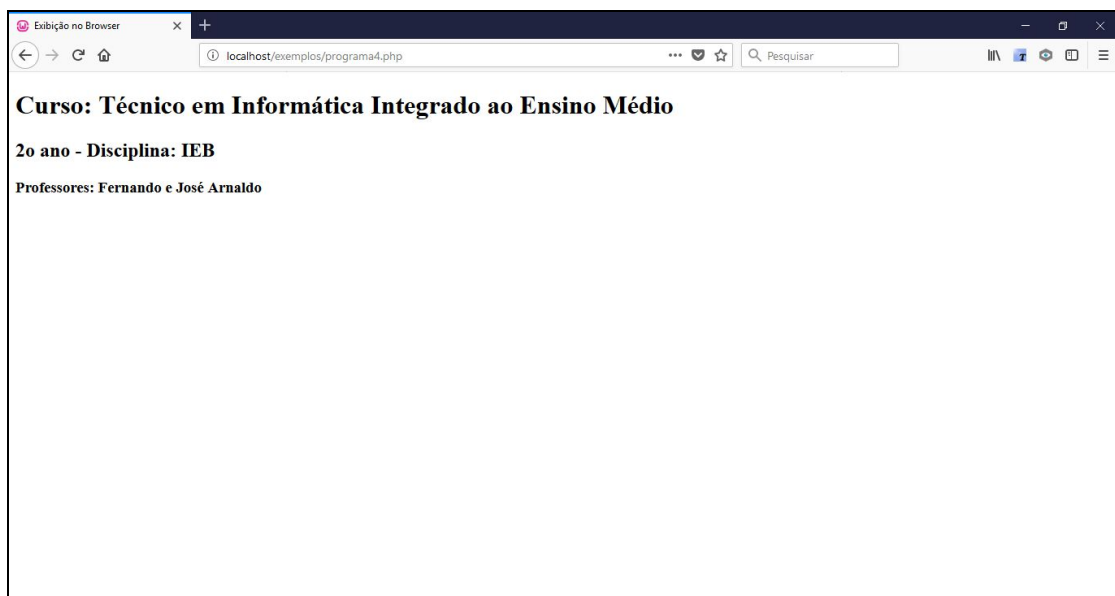 Exibição no Browser
localhost/exemplos/programa4.php
Pesquisar
Curso: Técnico em Informática Integrado ao Ensino Médio
2o ano - Disciplina: IEB
Professores: Fernando e José Arnaldo